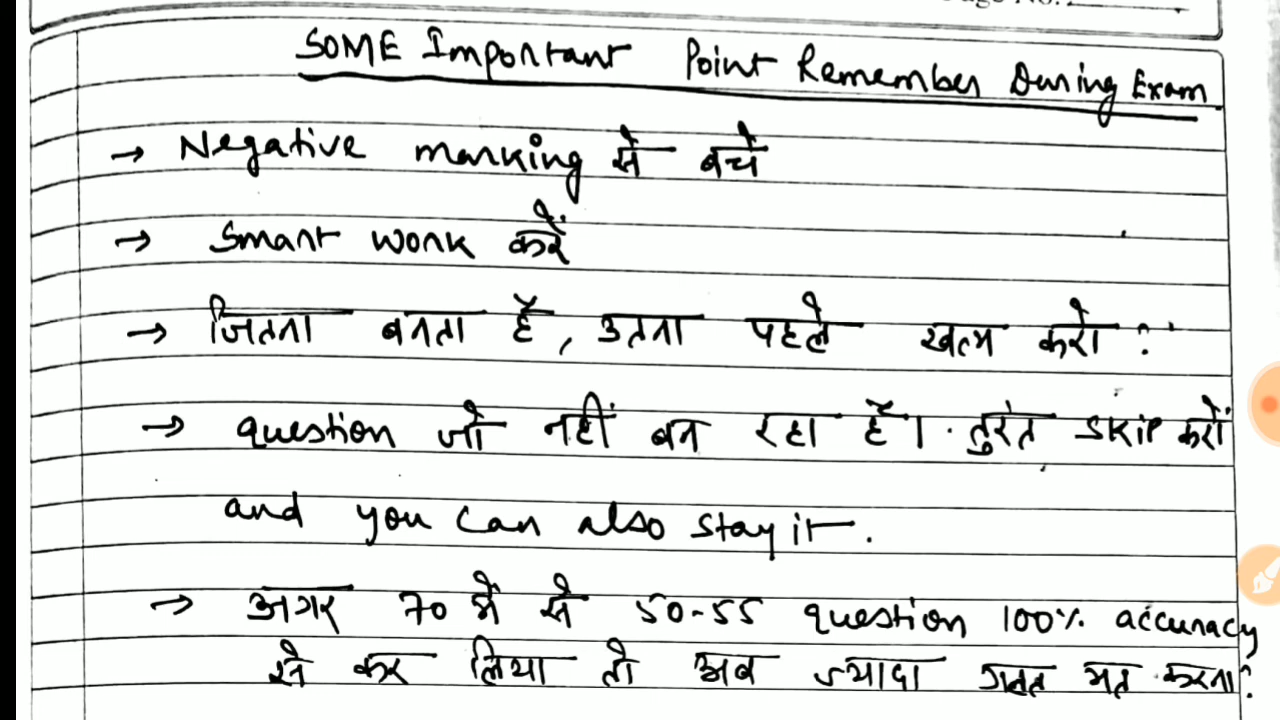 Page No.
SOME Important Point Remember During Exam
→ Negative marking से बचे
→ Smart work करें
→ जितना बनता है, उतना पहले खत्म करो :
→ question जो नहीं बन रहा है। तुरंत skip करों
and you can also stay it.
→ अगर 70 में से 50-55 question 100% accuracy
से कर लिया तो अब ज्यादा गलत मत करना :